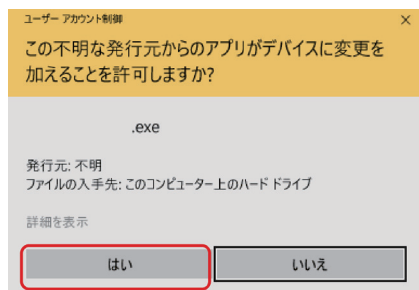 ユーザー アカウント制御
この不明な発行元からのアプリがデバイスに変更を
加えることを許可しますか?
.exe
発行元: 不明
ファイルの入手先: このコンピューター上のハード ドライブ
詳細を表示
はい
いいえ